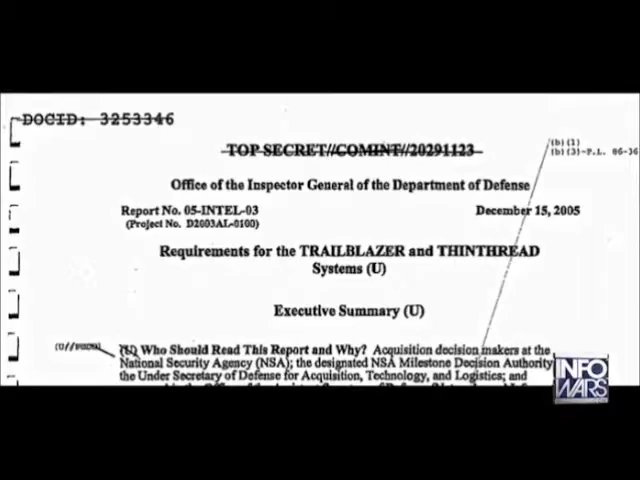 DOCID: 3253346
TOP SECRET//COMINT//20291123
(b)(1)
(b)(3)-P.L. 86-36
Office of the Inspector General of the Department of Defense
Report No. 05-INTEL-03
December 15, 2005
(Project No. D2003AL-0100)
Requirements for the TRAILBLAZER and THINTHREAD
Systems (U)
Executive Summary (U)
(U) Who Should Read This Report and Why? Acquisition decision makers at the
National Security Agency (NSA); the designated NSA Milestone Decision Authority
the Under Secretary of Defense for Acquisition, Technology, and Logistics; and
INFO
WARS